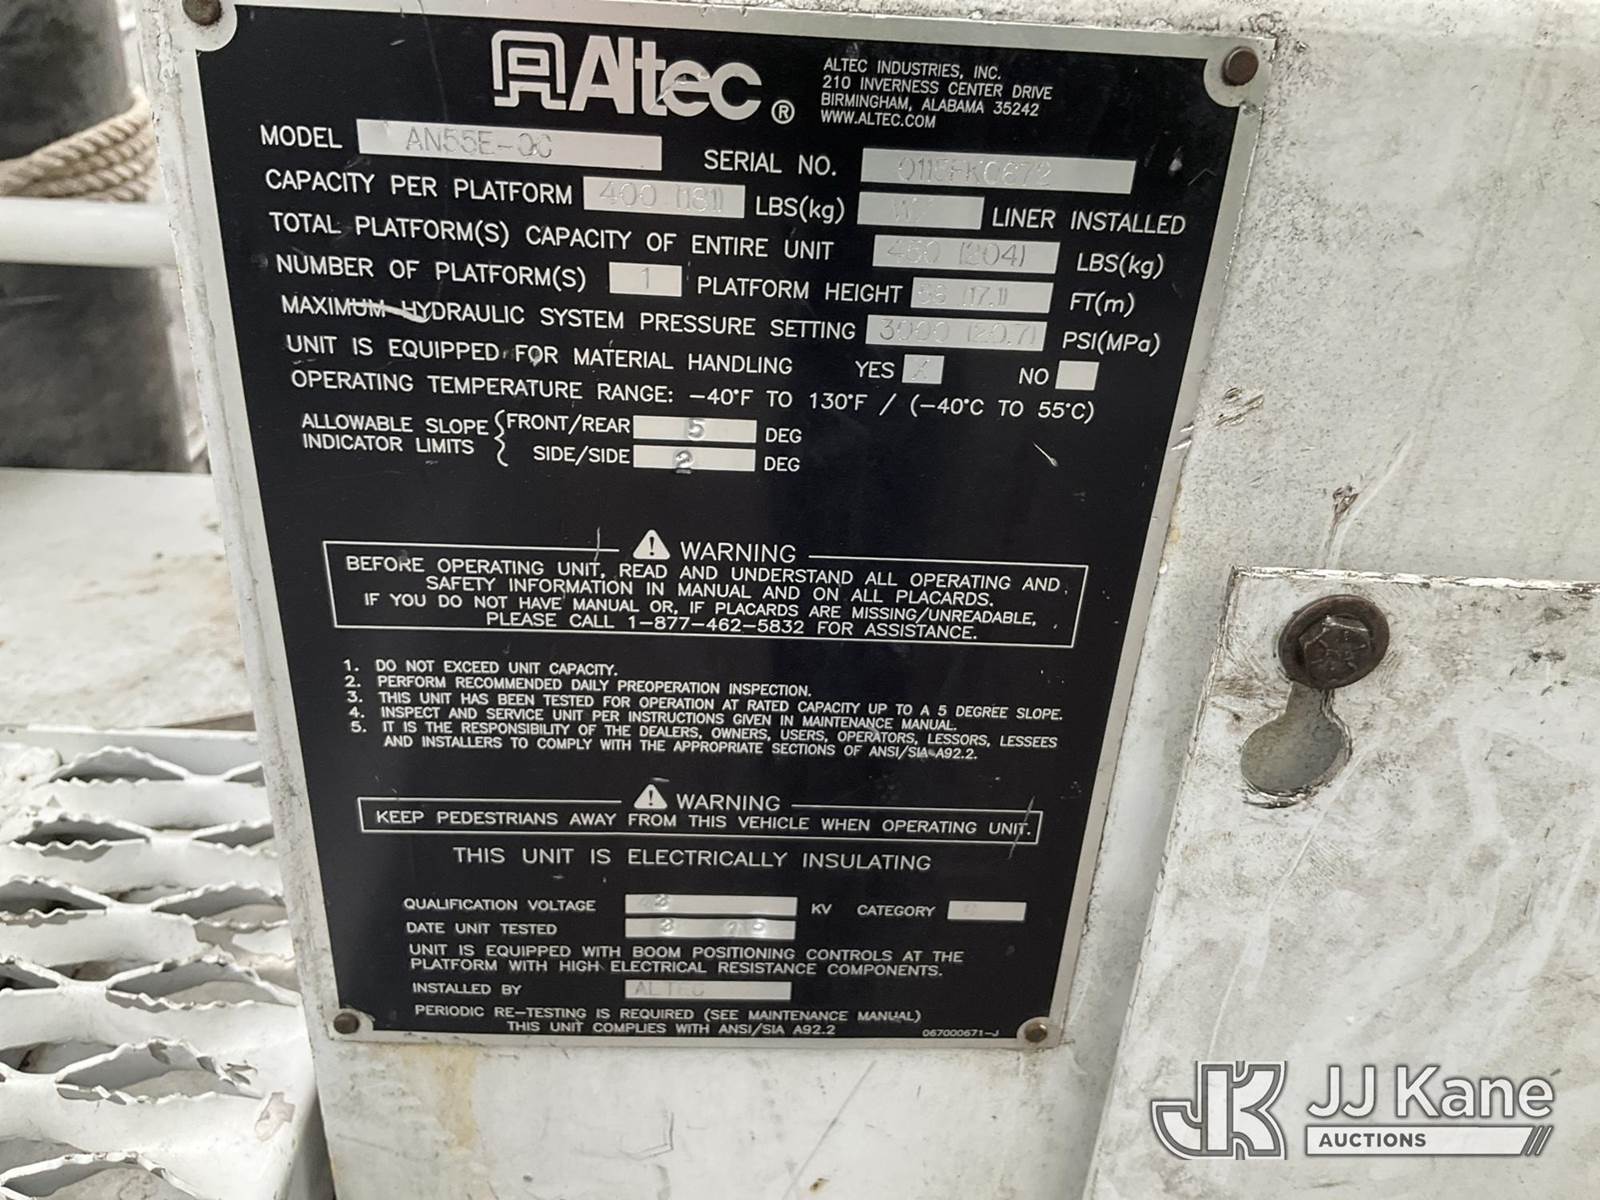 Altec®
ALTEC INDUSTRIES, INC.
210 INVERNESS CENTER DRIVE
BIRMINGHAM, ALABAMA 35242
WWW.ALTEC.COM
MODEL AN55E-OC SERIAL NO.
CAPACITY PER PLATFORM 400 (181) LBS(kg) LINER INSTALLED
TOTAL PLATFORM(S) CAPACITY OF ENTIRE UNIT 450 (204) LBS(kg)
NUMBER OF PLATFORM(S) 1 PLATFORM HEIGHT (17.1) FT(m)
MAXIMUM HYDRAULIC SYSTEM PRESSURE SETTING 3000 (20.7) PSI(MPa)
UNIT IS EQUIPPED FOR MATERIAL HANDLING YES X NO
OPERATING TEMPERATURE RANGE: -40°F TO 130°F / (-40°C TO 55°C)
ALLOWABLE SLOPE INDICATOR LIMITS
FRONT/REAR 5 DEG
SIDE/SIDE 2 DEG
WARNING
BEFORE OPERATING UNIT, READ AND UNDERSTAND ALL OPERATING AND
SAFETY INFORMATION IN MANUAL AND ON ALL PLACARDS.
IF YOU DO NOT HAVE MANUAL OR, IF PLACARDS ARE MISSING/UNREADABLE,
PLEASE CALL 1-877-462-5832 FOR ASSISTANCE.
1. DO NOT EXCEED UNIT CAPACITY.
2. PERFORM RECOMMENDED DAILY PREOPERATION INSPECTION.
3. THIS UNIT HAS BEEN TESTED FOR OPERATION AT RATED CAPACITY UP TO A 5 DEGREE SLOPE.
4. INSPECT AND SERVICE UNIT PER INSTRUCTIONS GIVEN IN MAINTENANCE MANUAL.
5. IT IS THE RESPONSIBILITY OF THE DEALERS, OWNERS, USERS, OPERATORS, LESSORS, LESSEES
AND INSTALLERS TO COMPLY WITH THE APPROPRIATE SECTIONS OF ANSI/SIA A92.2.
WARNING
KEEP PEDESTRIANS AWAY FROM THIS VEHICLE WHEN OPERATING UNIT.
THIS UNIT IS ELECTRICALLY INSULATING
QUALIFICATION VOLTAGE KV CATEGORY
DATE UNIT TESTED
UNIT IS EQUIPPED WITH BOOM POSITIONING CONTROLS AT THE
PLATFORM WITH HIGH ELECTRICAL RESISTANCE COMPONENTS.
INSTALLED BY ALTEC
PERIODIC RE-TESTING IS REQUIRED (SEE MAINTENANCE MANUAL)
THIS UNIT COMPLIES WITH ANSI/SIA A92.2
067000671-J
JK JJ Kane
AUCTIONS